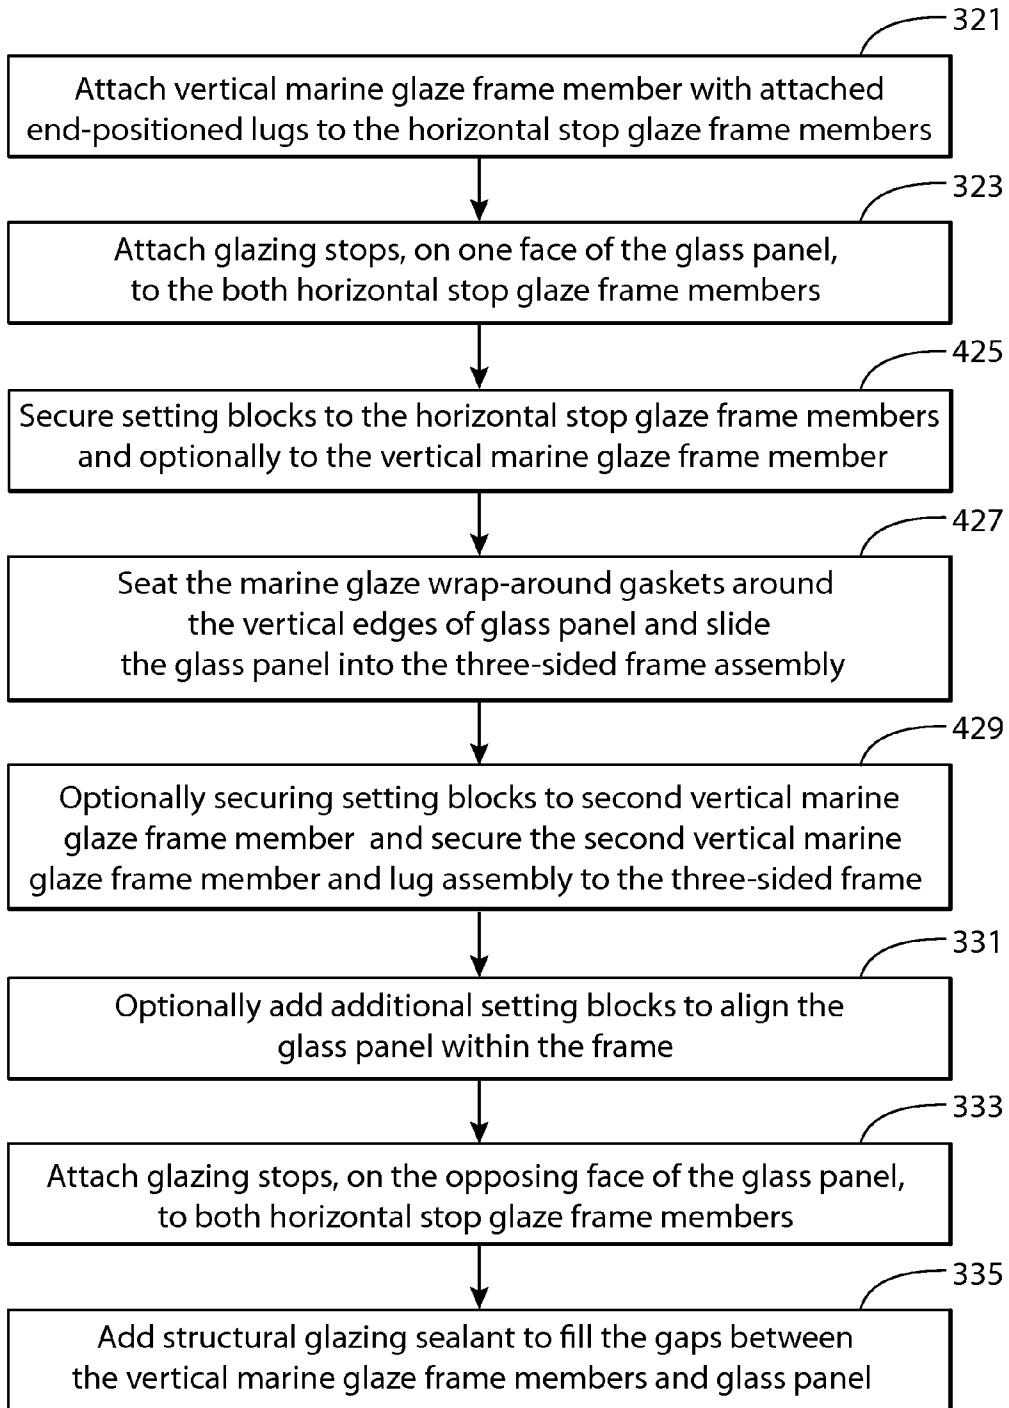 321
Attach vertical marine glaze frame member with attached
end-positioned lugs to the horizontal stop glaze frame members
323
Attach glazing stops, on one face of the glass panel,
to the both horizontal stop glaze frame members
425
Secure setting blocks to the horizontal stop glaze frame members
and optionally to the vertical marine glaze frame member
427
Seat the marine glaze wrap-around gaskets around
the vertical edges of glass panel and slide
the glass panel into the three-sided frame assembly
429
Optionally securing setting blocks to second vertical marine
glaze frame member and secure the second vertical marine
glaze frame member and lug assembly to the three-sided frame
331
Optionally add additional setting blocks to align the
glass panel within the frame
333
Attach glazing stops, on the opposing face of the glass panel,
to both horizontal stop glaze frame members
335
Add structural glazing sealant to fill the gaps between
the vertical marine glaze frame members and glass panel